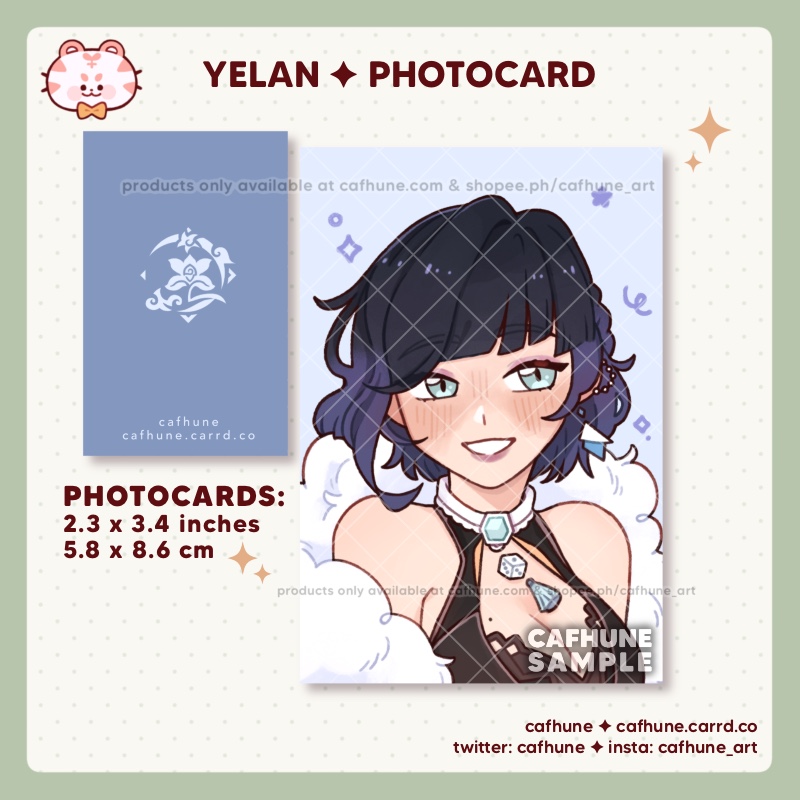 YELAN ✦ PHOTOCARD
products only available at cafhune.com & shopee.ph/cafhune_art
cafhune
cafhune.carrd.co
PHOTOCARDS:
2.3 x 3.4 inches
5.8 x 8.6 cm
products only available at cafhune.com & shopee.ph/cafhune_art
CAFHUNE
SAMPLE
cafhune ✦ cafhune.carrd.co
twitter: cafhune ✦ insta: cafhune_art